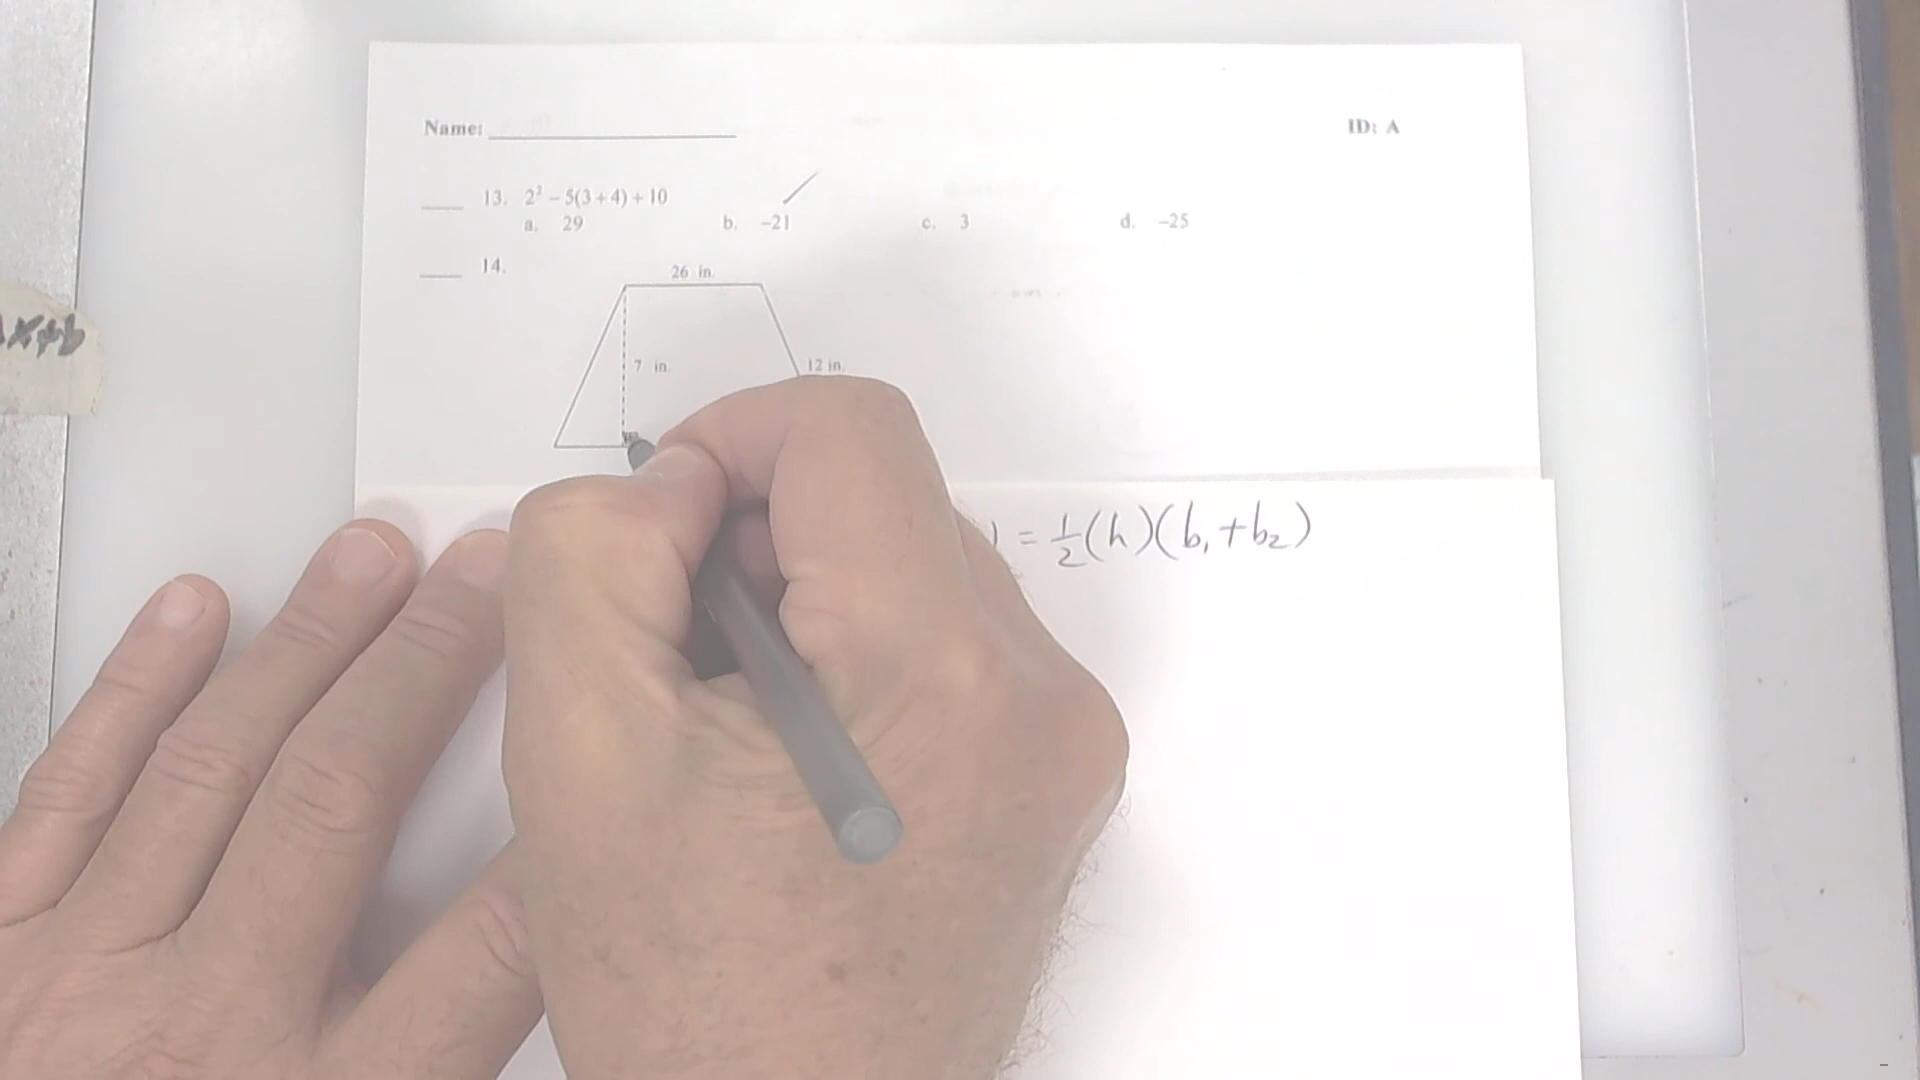 Name: ID: A
13. 2² – 5(3 + 4) + 10
a. 29 b. –21 c. 3 d. –25
14.
26 in.
7 in.
12 in.
x+b
) = 1/2(h)(b₁+b₂)